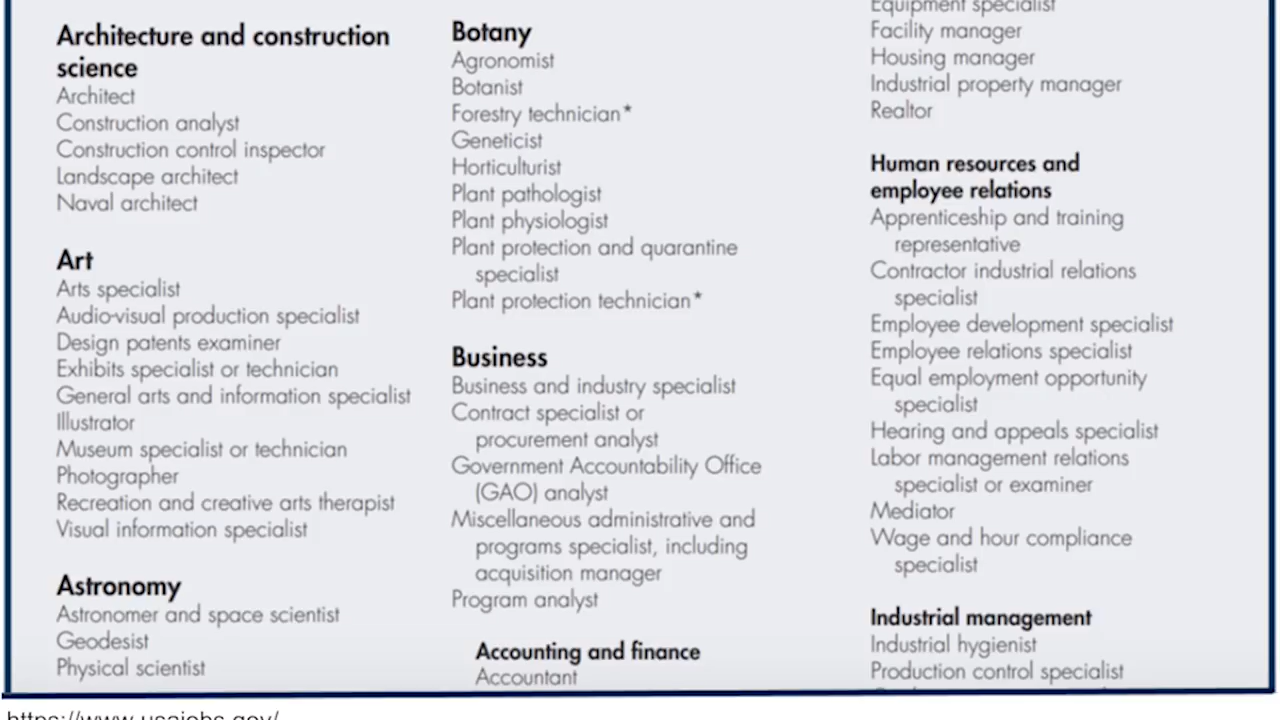 Architecture and construction
science
Architect
Construction analyst
Construction control inspector
Landscape architect
Naval architect
Art
Arts specialist
Audio-visual production specialist
Design patents examiner
Exhibits specialist or technician
General arts and information specialist
Illustrator
Museum specialist or technician
Photographer
Recreation and creative arts therapist
Visual information specialist
Astronomy
Astronomer and space scientist
Geodesist
Physical scientist
Botany
Agronomist
Botanist
Forestry technician*
Geneticist
Horticulturist
Plant pathologist
Plant physiologist
Plant protection and quarantine
specialist
Plant protection technician*
Business
Business and industry specialist
Contract specialist or
procurement analyst
Government Accountability Office
(GAO) analyst
Miscellaneous administrative and
programs specialist, including
acquisition manager
Program analyst
Accounting and finance
Accountant
Equipment specialist
Facility manager
Housing manager
Industrial property manager
Realtor
Human resources and
employee relations
Apprenticeship and training
representative
Contractor industrial relations
specialist
Employee development specialist
Employee relations specialist
Equal employment opportunity
specialist
Hearing and appeals specialist
Labor management relations
specialist or examiner
Mediator
Wage and hour compliance
specialist
Industrial management
Industrial hygienist
Production control specialist
https://www.usajobs.gov/